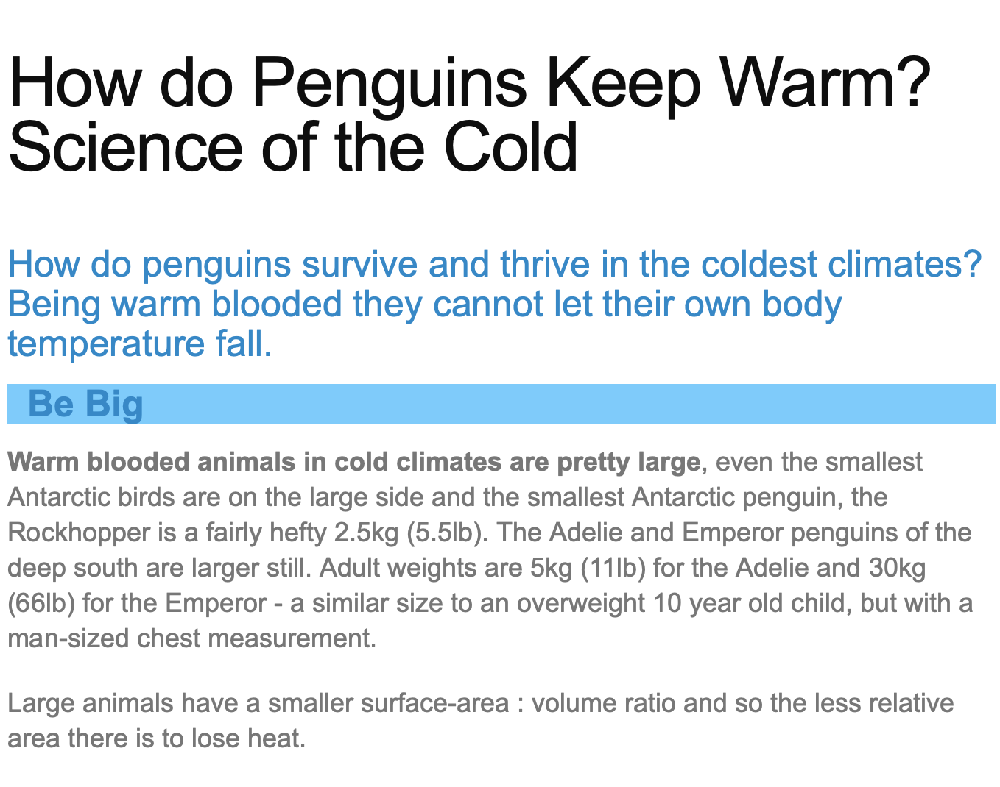 How do Penguins Keep Warm?
Science of the Cold
How do penguins survive and thrive in the coldest climates?
Being warm blooded they cannot let their own body
temperature fall.
Be Big
Warm blooded animals in cold climates are pretty large, even the smallest
Antarctic birds are on the large side and the smallest Antarctic penguin, the
Rockhopper is a fairly hefty 2.5kg (5.5lb). The Adelie and Emperor penguins of the
deep south are larger still. Adult weights are 5kg (11lb) for the Adelie and 30kg
(66lb) for the Emperor - a similar size to an overweight 10 year old child, but with a
man-sized chest measurement.
Large animals have a smaller surface-area : volume ratio and so the less relative
area there is to lose heat.